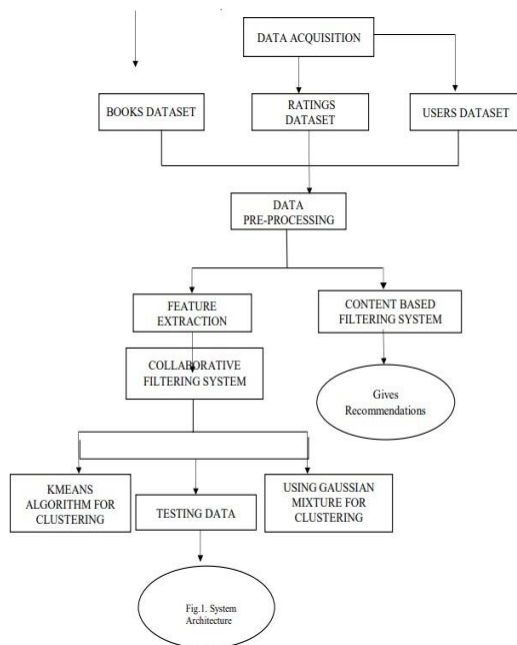 DATA ACQUISITION
BOOKS DATASET
RATINGS
DATASET
USERS DATASET
DATA
PRE-PROCESSING
FEATURE
EXTRACTION
CONTENT BASED
FILTERING SYSTEM
COLLABORATIVE
FILTERING SYSTEM
Gives
Recommendations
KMEANS
ALGORITHM FOR
CLUSTERING
TESTING DATA
USING GAUSSIAN
MIXTURE FOR
CLUSTERING
Fig.1. System
Architecture